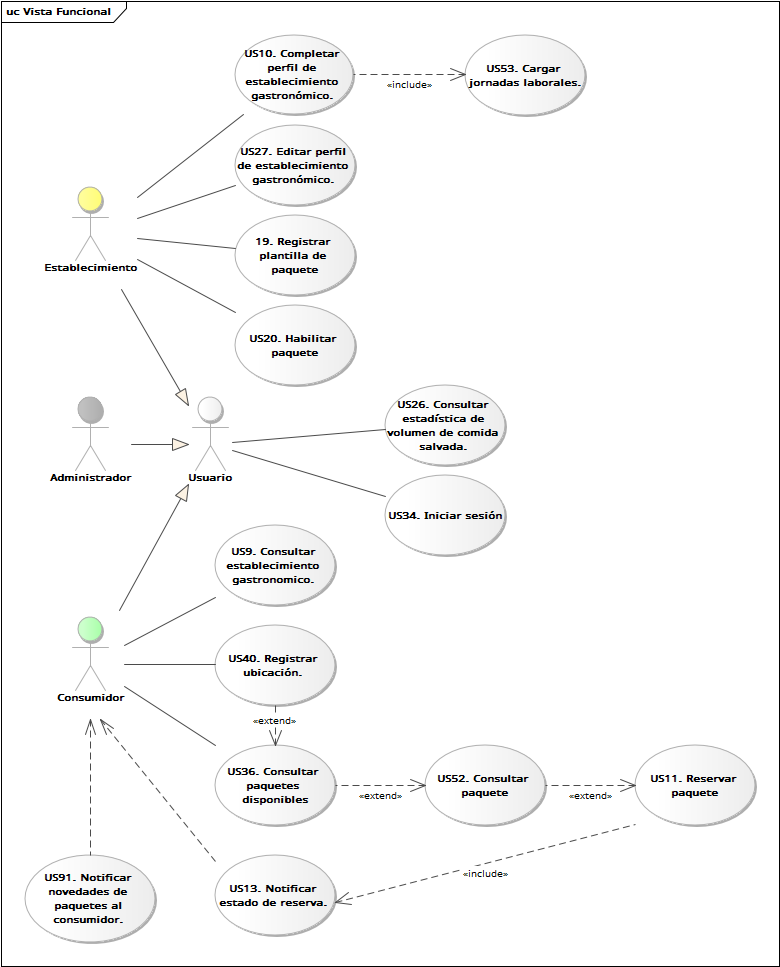 uc Vista Funcional
US10. Completar
perfil de
establecimiento
gastronómico.
«include»
US53. Cargar
jornadas laborales.
US27. Editar perfil
de establecimiento
gastronómico.
19. Registrar
plantilla de
paquete
Establecimiento
US20. Habilitar
paquete
US26. Consultar
estadística de
volumen de comida
salvada.
Administrador
Usuario
US34. Iniciar sesión
US9. Consultar
establecimiento
gastronomico.
US40. Registrar
ubicación.
Consumidor
«extend»
US36. Consultar
paquetes
disponibles
«extend»
US52. Consultar
paquete
«extend»
US11. Reservar
paquete
«include»
US91. Notificar
novedades de
paquetes al
consumidor.
US13. Notificar
estado de reserva.